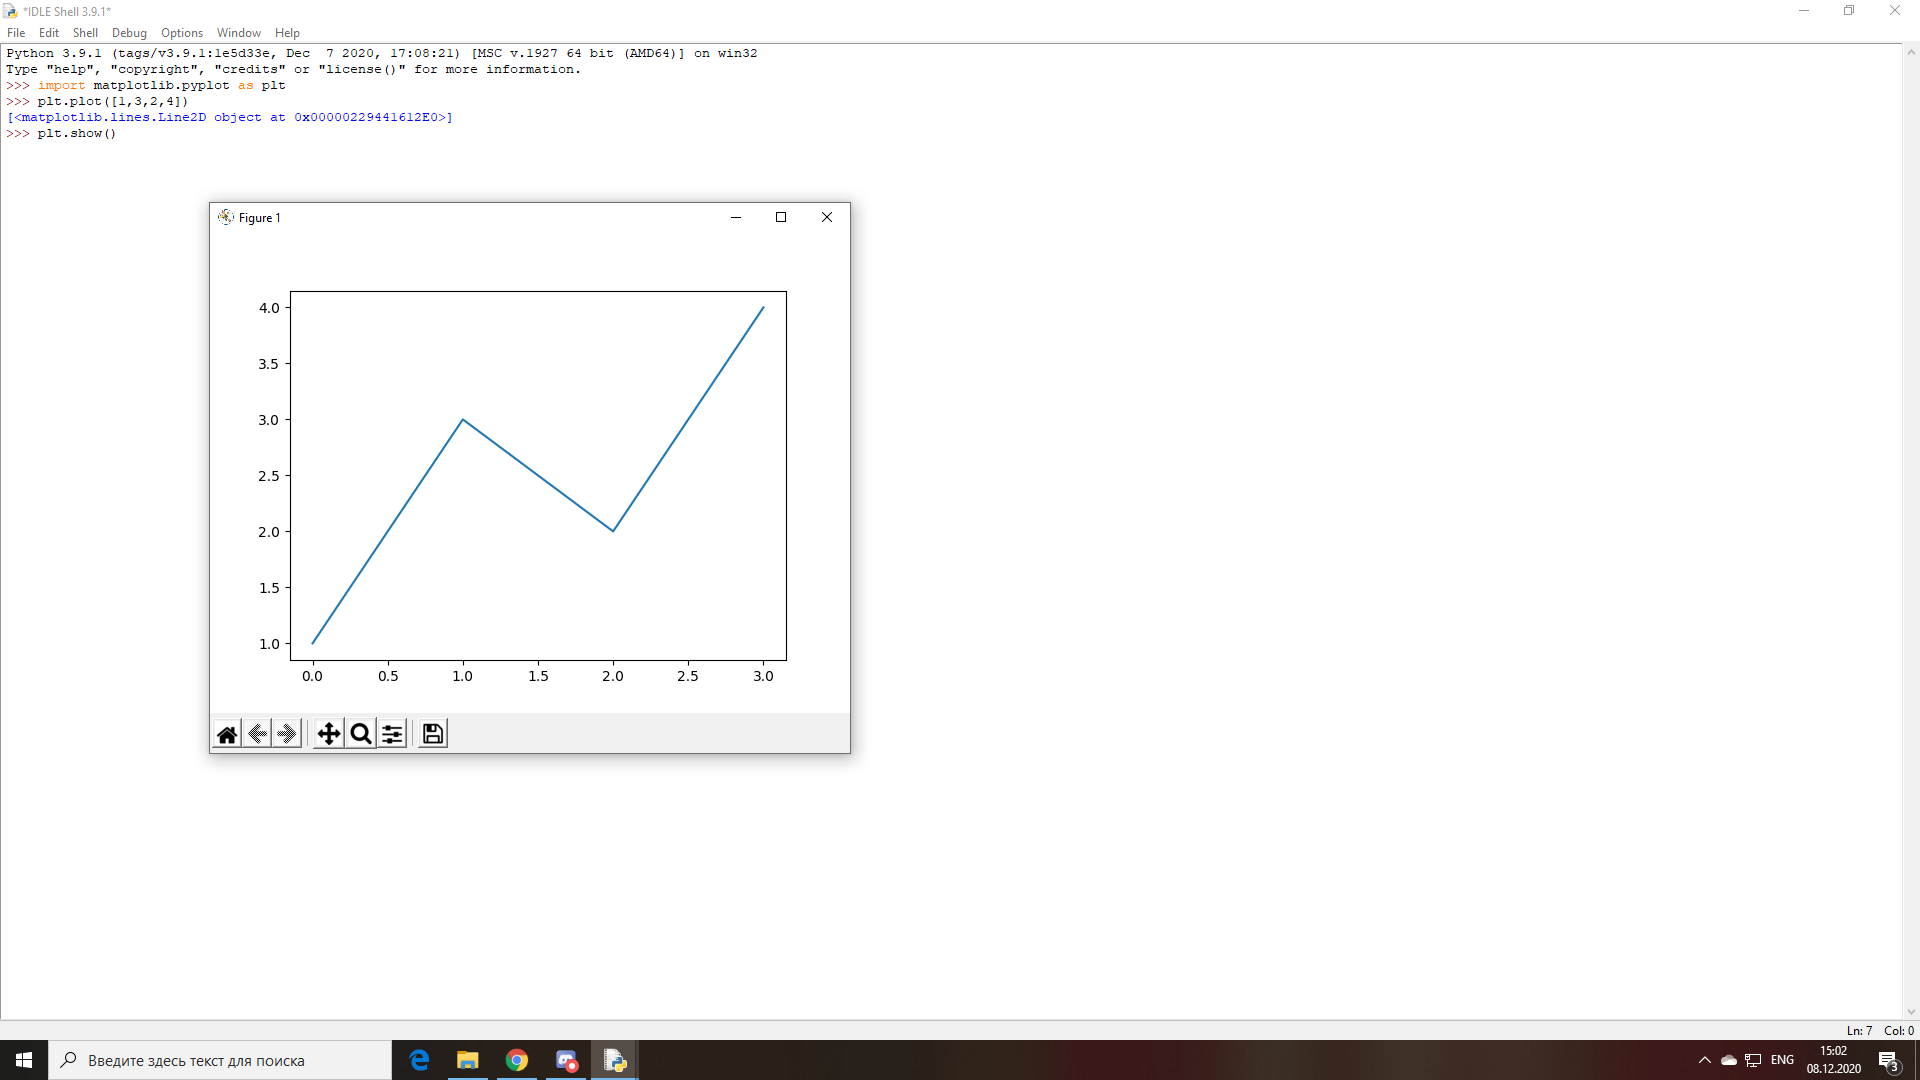 *IDLE Shell 3.9.1*
File Edit Shell Debug Options Window Help
Python 3.9.1 (tags/v3.9.1:1e5d33e, Dec  7 2020, 17:08:21) [MSC v.1927 64 bit (AMD64)] on win32
Type "help", "copyright", "credits" or "license()" for more information.
>>> import matplotlib.pyplot as plt
>>> plt.plot([1,3,2,4])
[<matplotlib.lines.Line2D object at 0x00000229441612E0>]
>>> plt.show()
Figure 1
4.0
3.5
3.0
2.5
2.0
1.5
1.0
0.0 0.5 1.0 1.5 2.0 2.5 3.0
Ln: 7 Col: 0
Введите здесь текст для поиска
ENG
15:02
08.12.2020
3